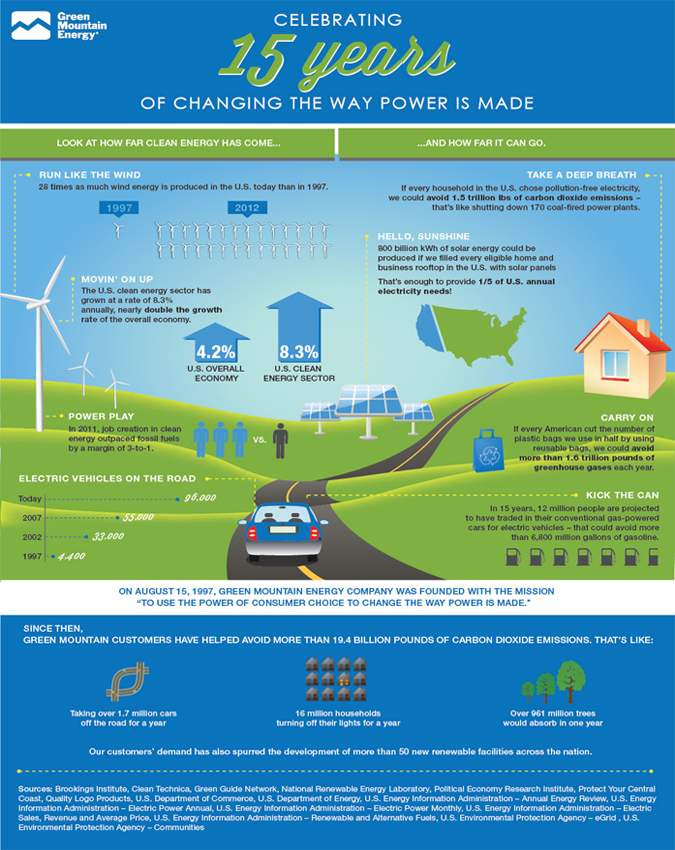 Green
Mountain
Energy®
CELEBRATING
15 years
OF CHANGING THE WAY POWER IS MADE
LOOK AT HOW FAR CLEAN ENERGY HAS COME...
...AND HOW FAR IT CAN GO.
RUN LIKE THE WIND
28 times as much wind energy is produced in the U.S. today than in 1997.
1997
2012
TAKE A DEEP BREATH
If every household in the U.S. chose pollution-free electricity,
we could avoid 1.5 trillion lbs of carbon dioxide emissions –
that's like shutting down 170 coal-fired power plants.
HELLO, SUNSHINE
800 billion kWh of solar energy could be
produced if we filled every eligible home and
business rooftop in the U.S. with solar panels
That's enough to provide 1/5 of U.S. annual
electricity needs!
MOVIN' ON UP
The U.S. clean energy sector has
grown at a rate of 8.3%
annually, nearly double the growth
rate of the overall economy.
4.2%
U.S. OVERALL
ECONOMY
8.3%
U.S. CLEAN
ENERGY SECTOR
POWER PLAY
In 2011, job creation in clean
energy outpaced fossil fuels
by a margin of 3-to-1.
VS.
CARRY ON
If every American cut the number of
plastic bags we use in half by using
reusable bags, we could avoid
more than 1.6 trillion pounds of
greenhouse gases each year.
ELECTRIC VEHICLES ON THE ROAD
Today 96,000
2007 55,000
2002 33,000
1997 4,400
KICK THE CAN
In 15 years, 12 million people are projected
to have traded in their conventional gas-powered
cars for electric vehicles – that could avoid more
than 6,800 million gallons of gasoline.
ON AUGUST 15, 1997, GREEN MOUNTAIN ENERGY COMPANY WAS FOUNDED WITH THE MISSION
“TO USE THE POWER OF CONSUMER CHOICE TO CHANGE THE WAY POWER IS MADE."
SINCE THEN,
GREEN MOUNTAIN CUSTOMERS HAVE HELPED AVOID MORE THAN 19.4 BILLION POUNDS OF CARBON DIOXIDE EMISSIONS. THAT'S LIKE:
Taking over 1.7 million cars
off the road for a year
16 million households
turning off their lights for a year
Over 961 million trees
would absorb in one year
Our customers' demand has also spurred the development of more than 50 new renewable facilities across the nation.
Sources: Brookings Institute, Clean Technica, Green Guide Network, National Renewable Energy Laboratory, Political Economy Research Institute, Protect Your Central
Coast, Quality Logo Products, U.S. Department of Commerce, U.S. Department of Energy, U.S. Energy Information Administration – Annual Energy Review, U.S. Energy
Information Administration – Electric Power Annual, U.S. Energy Information Administration – Electric Power Monthly, U.S. Energy Information Administration – Electric
Sales, Revenue and Average Price, U.S. Energy Information Administration – Renewable and Alternative Fuels, U.S. Environmental Protection Agency – eGrid , U.S.
Environmental Protection Agency – Communities